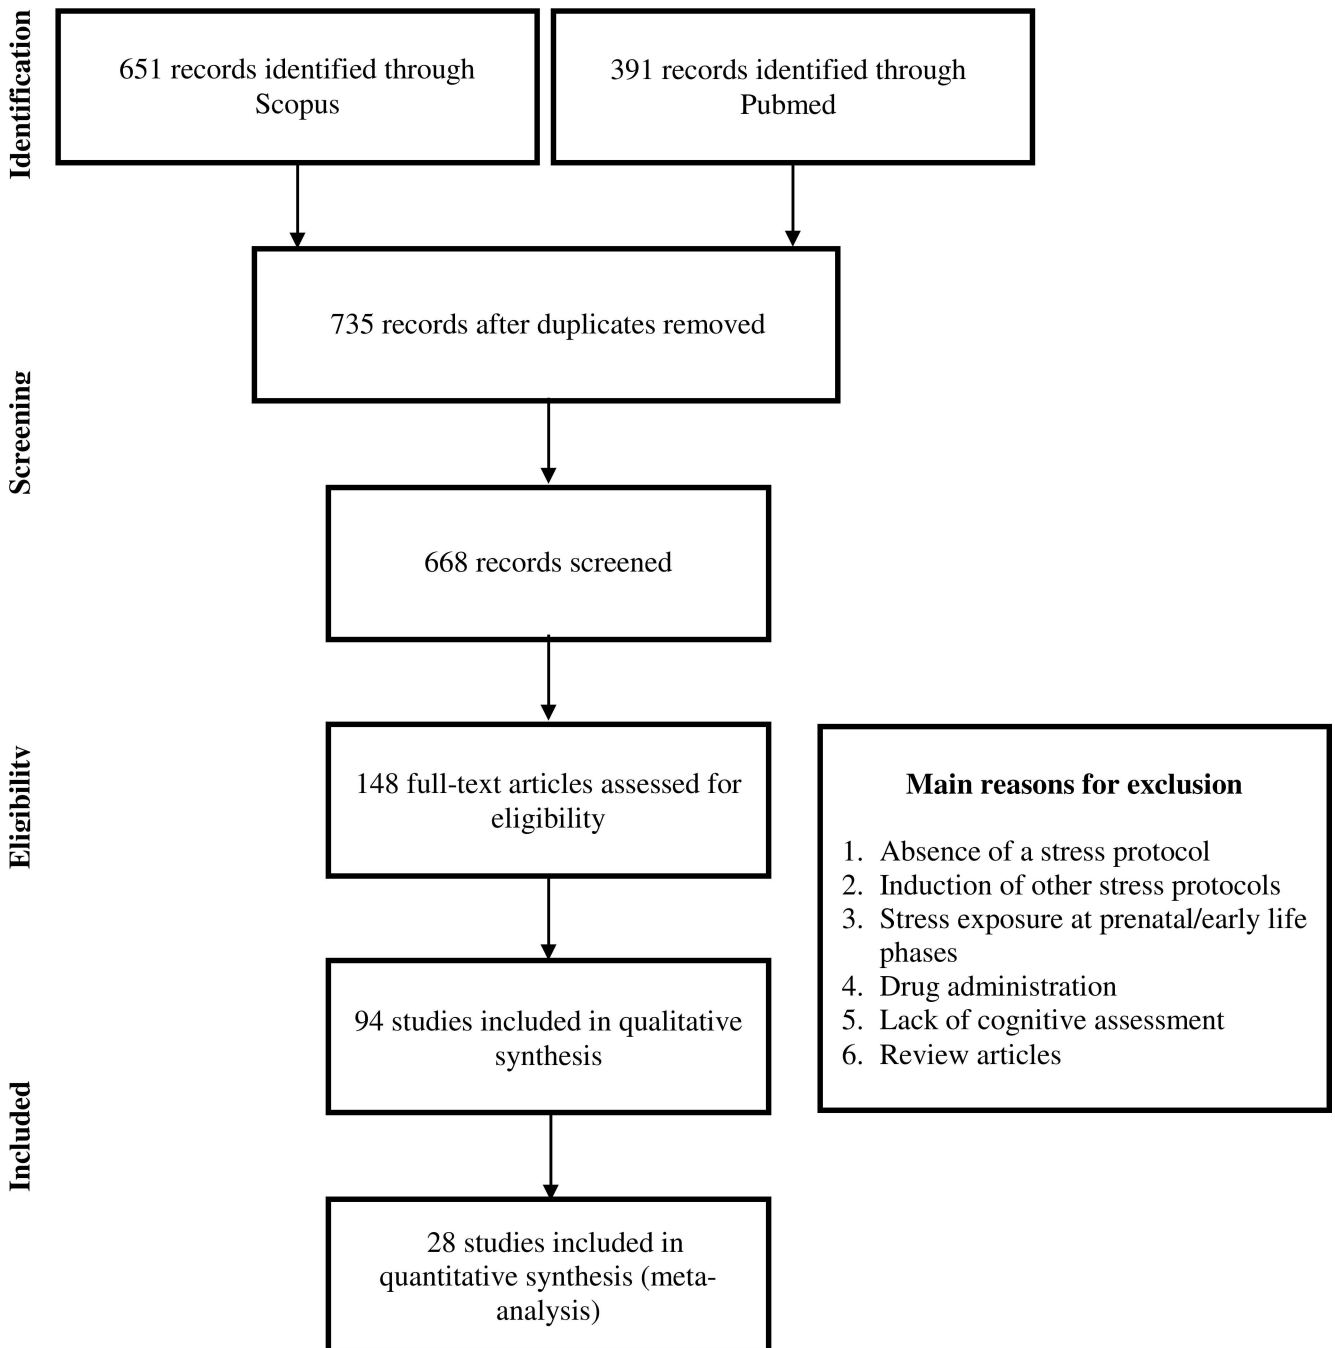 Identification
651 records identified through
Scopus
391 records identified through
Pubmed
735 records after duplicates removed
Screening
668 records screened
Eligibility
148 full-text articles assessed for
eligibility
Main reasons for exclusion
1. Absence of a stress protocol
2. Induction of other stress protocols
3. Stress exposure at prenatal/early life
phases
4. Drug administration
5. Lack of cognitive assessment
6. Review articles
94 studies included in qualitative
synthesis
Included
28 studies included in
quantitative synthesis (meta-
analysis)